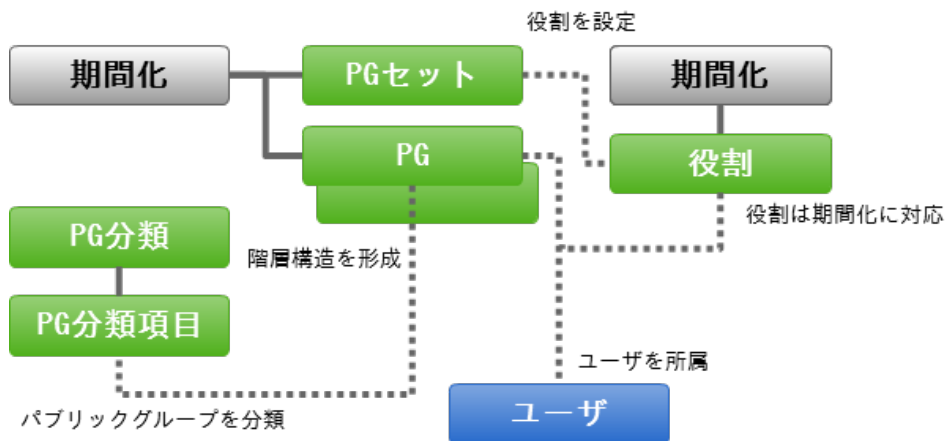 役割を設定
期間化
PGセット
期間化
PG
役割
役割は期間化に対応
PG分類
階層構造を形成
PG分類項目
ユーザを所属
パブリックグループを分類
ユーザ